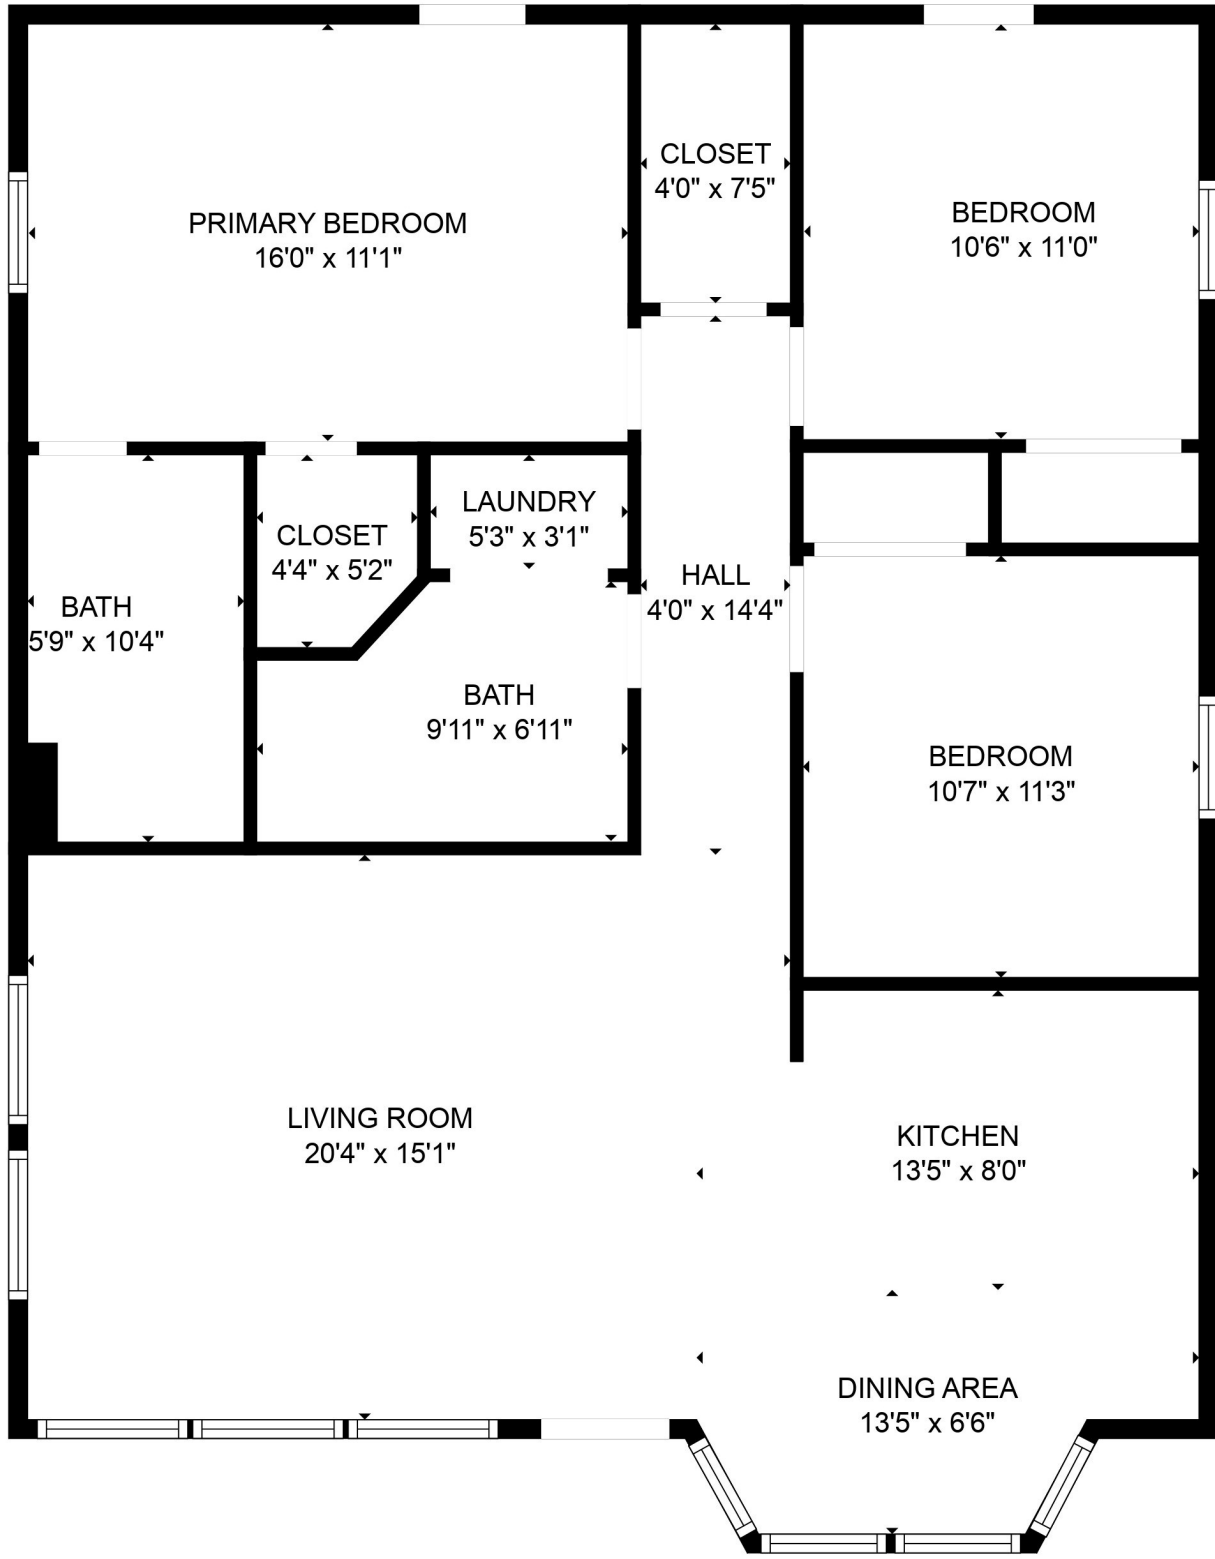 CLOSET
4'0" x 7'5"
BEDROOM
10'6" x 11'0"
PRIMARY BEDROOM
16'0" x 11'1"
LAUNDRY
5'3" x 3'1"
CLOSET
4'4" x 5'2"
HALL
4'0" x 14'4"
BATH
5'9" x 10'4"
BATH
9'11" x 6'11"
BEDROOM
10'7" x 11'3"
LIVING ROOM
20'4" x 15'1"
KITCHEN
13'5" x 8'0"
DINING AREA
13'5" x 6'6"